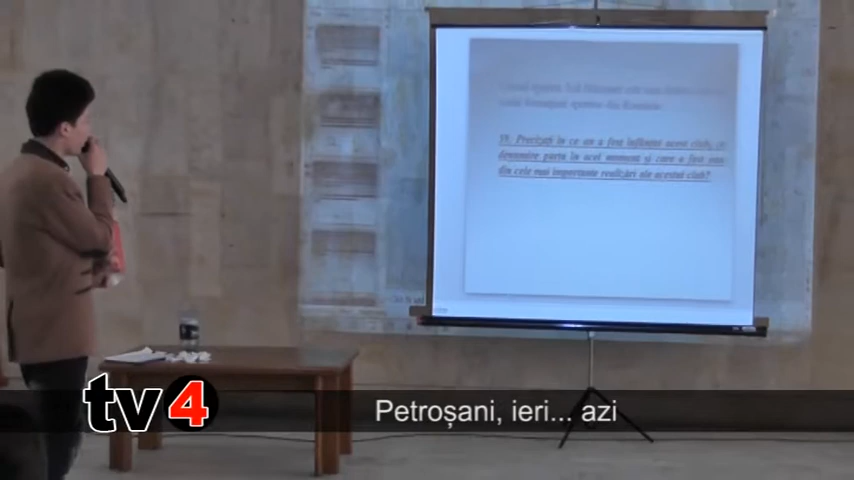 59. Precizați în ce an a fost înființat acest club, ce
denumire purta în acel moment și care a fost una
din cele mai importante realizări ale acestui club?
tv4
Petroșani, ieri... azi